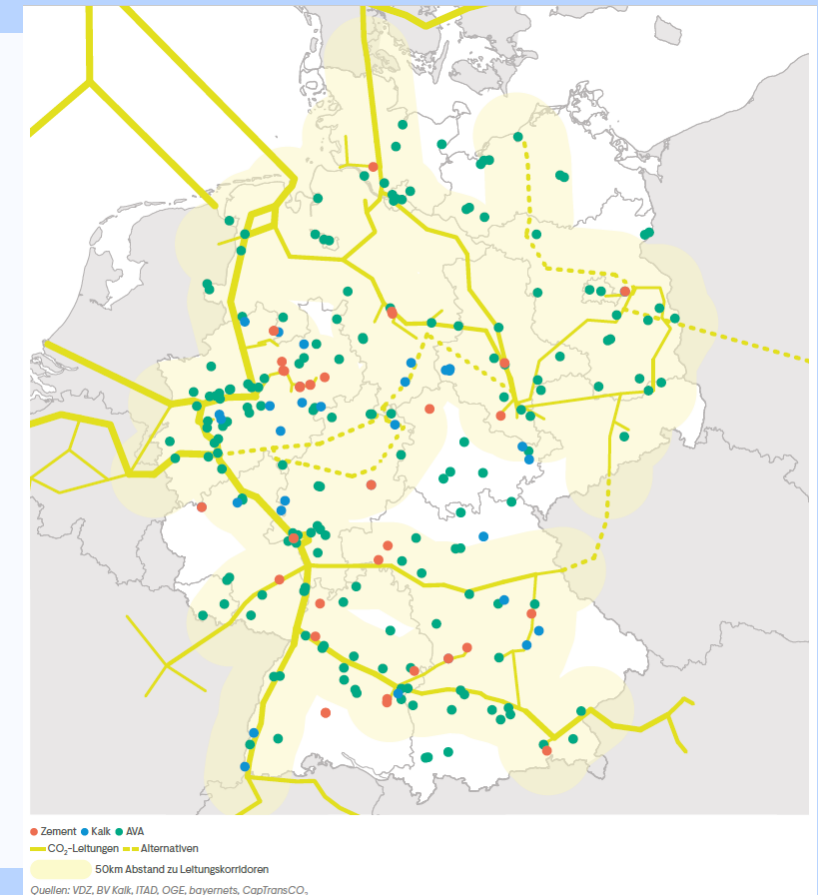 Zement Kalk AVA
CO₂-Leitungen Alternativen
50km Abstand zu Leitungskorridoren
Quellen: VDZ, BV Kalk, ITAD, OGE, bayernets, CapTransCO₂